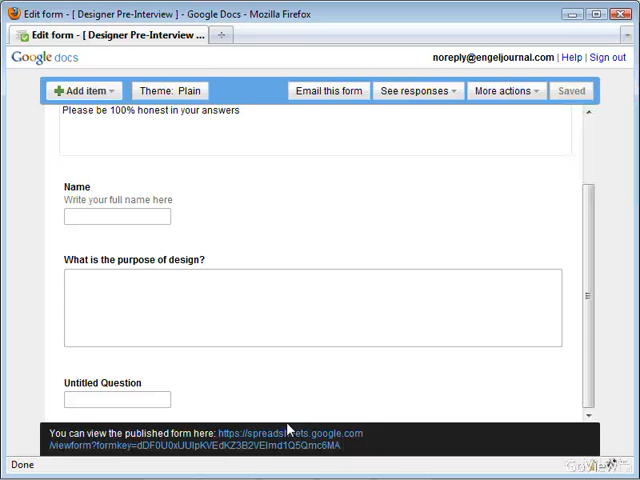 Edit form - [ Designer Pre-Interview ] - Google Docs - Mozilla Firefox
Edit form - [ Designer Pre-Interview ...
Google docs
noreply@engeljournal.com | Help | Sign out
Add item
Theme: Plain
Email this form
See responses
More actions
Saved
Please be 100% honest in your answers
Name
Write your full name here
What is the purpose of design?
Untitled Question
You can view the published form here: https://spreadsheets.google.com
Done
GoView